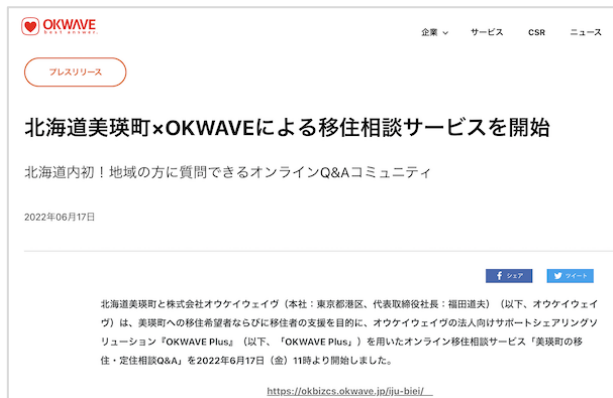 OKWAVE
best answer.
企業 サービス CSR ニュース
プレスリリース
北海道美瑛町×OKWAVEによる移住相談サービスを開始
北海道内初！地域の方に質問できるオンラインQ&Aコミュニティ
2022年06月17日
シェア ツイート
北海道美瑛町と株式会社オウケイウェイヴ（本社：東京都港区、代表取締役社長：福田道夫）（以下、オウケイウェイ
ヴ）は、美瑛町への移住希望者ならびに移住者の支援を目的に、オウケイウェイヴの法人向けサポートシェアリングソ
リューション『OKWAVE Plus』（以下、「OKWAVE Plus」）を用いたオンライン移住相談サービス「美瑛町の移
住・定住相談Q&A」を2022年6月17日（金）11時より開始しました。
https://okbizcs.okwave.jp/iju-biei/